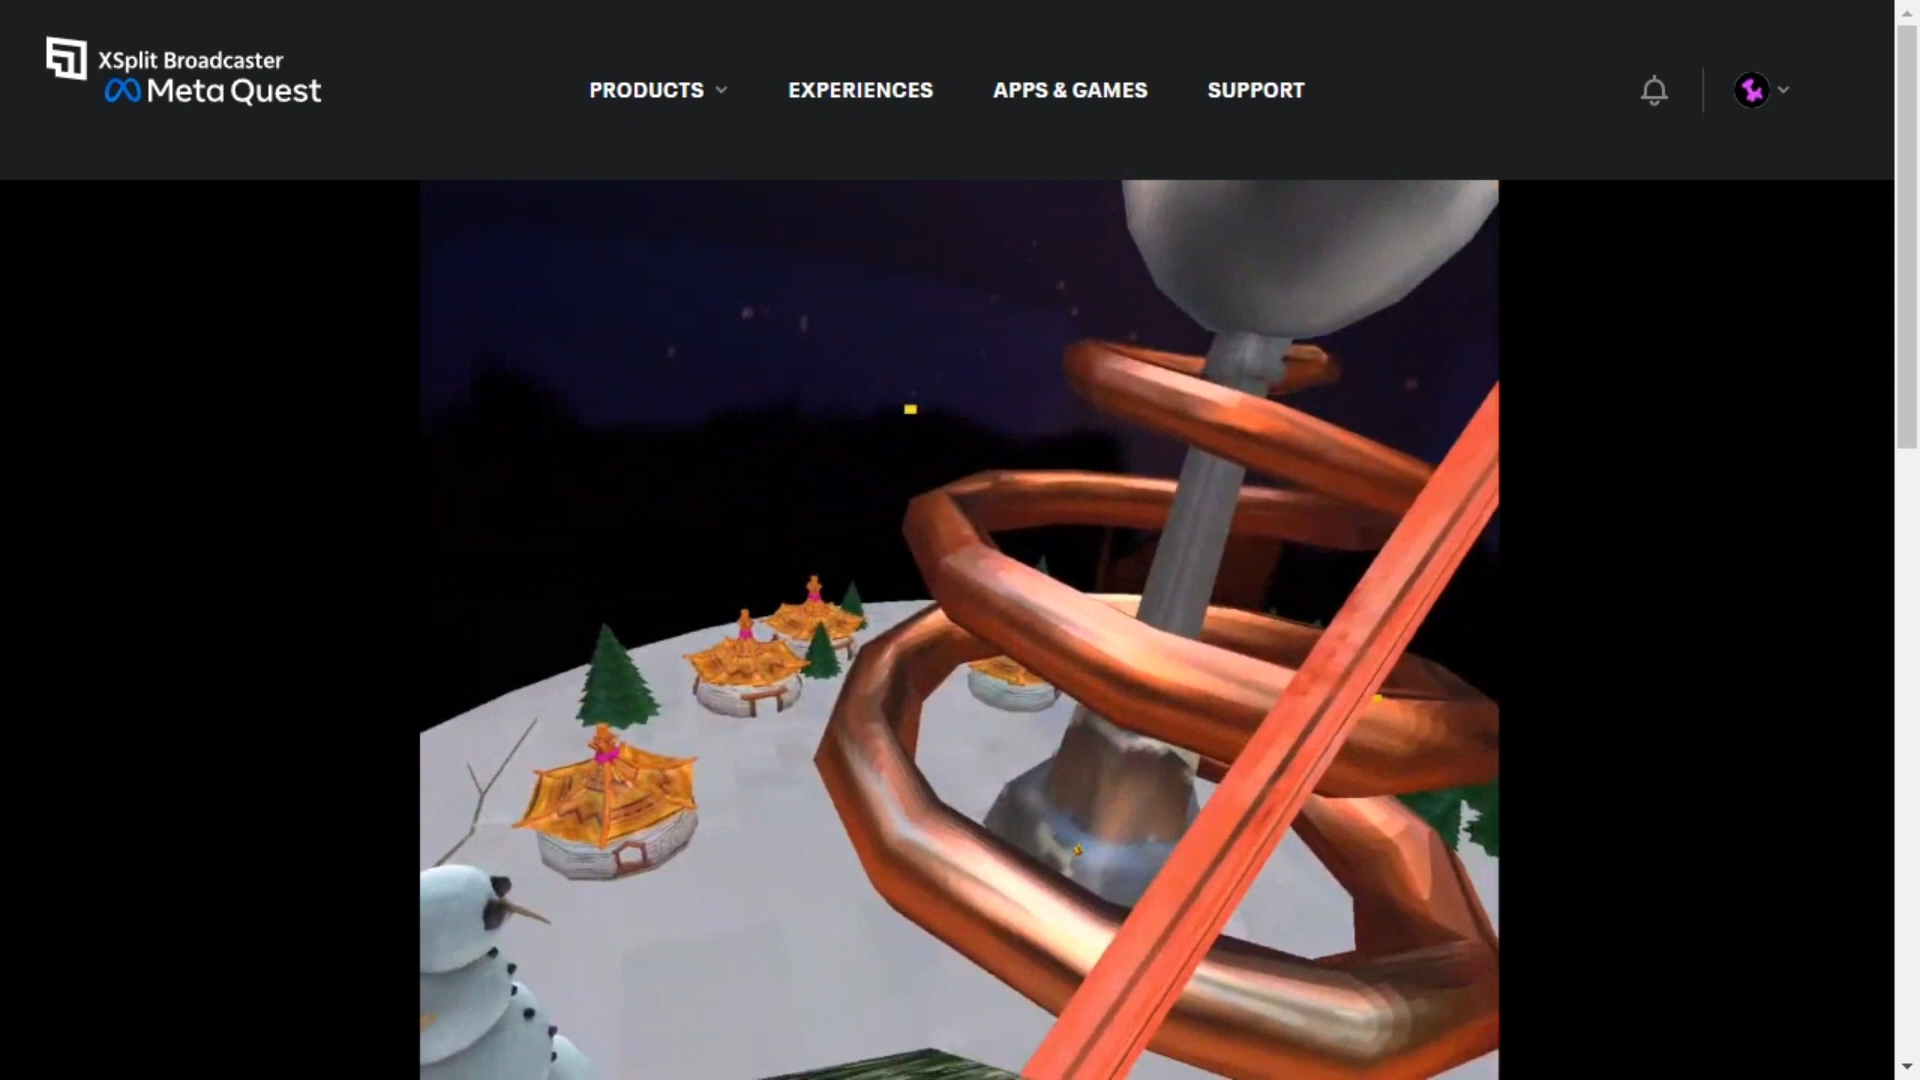 XSplit Broadcaster
Meta Quest
PRODUCTS
EXPERIENCES
APPS & GAMES
SUPPORT